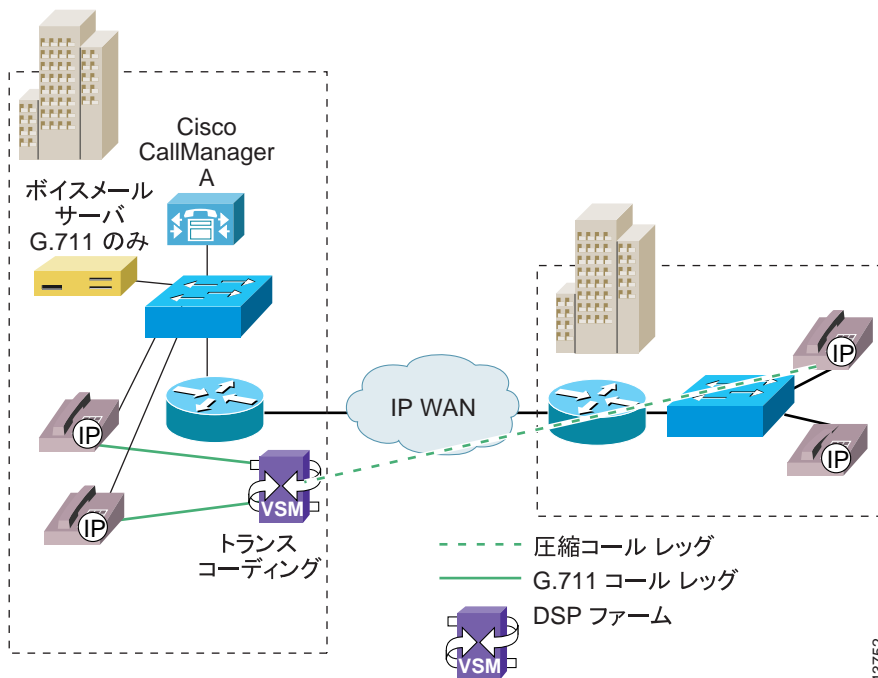 Cisco
CallManager
A
ボイスメール
サーバ
G.711 のみ
IP
IP
VSM
トランス
コーディング
IP WAN
IP
IP
圧縮コール レッグ
G.711 コール レッグ
DSP ファーム
VSM